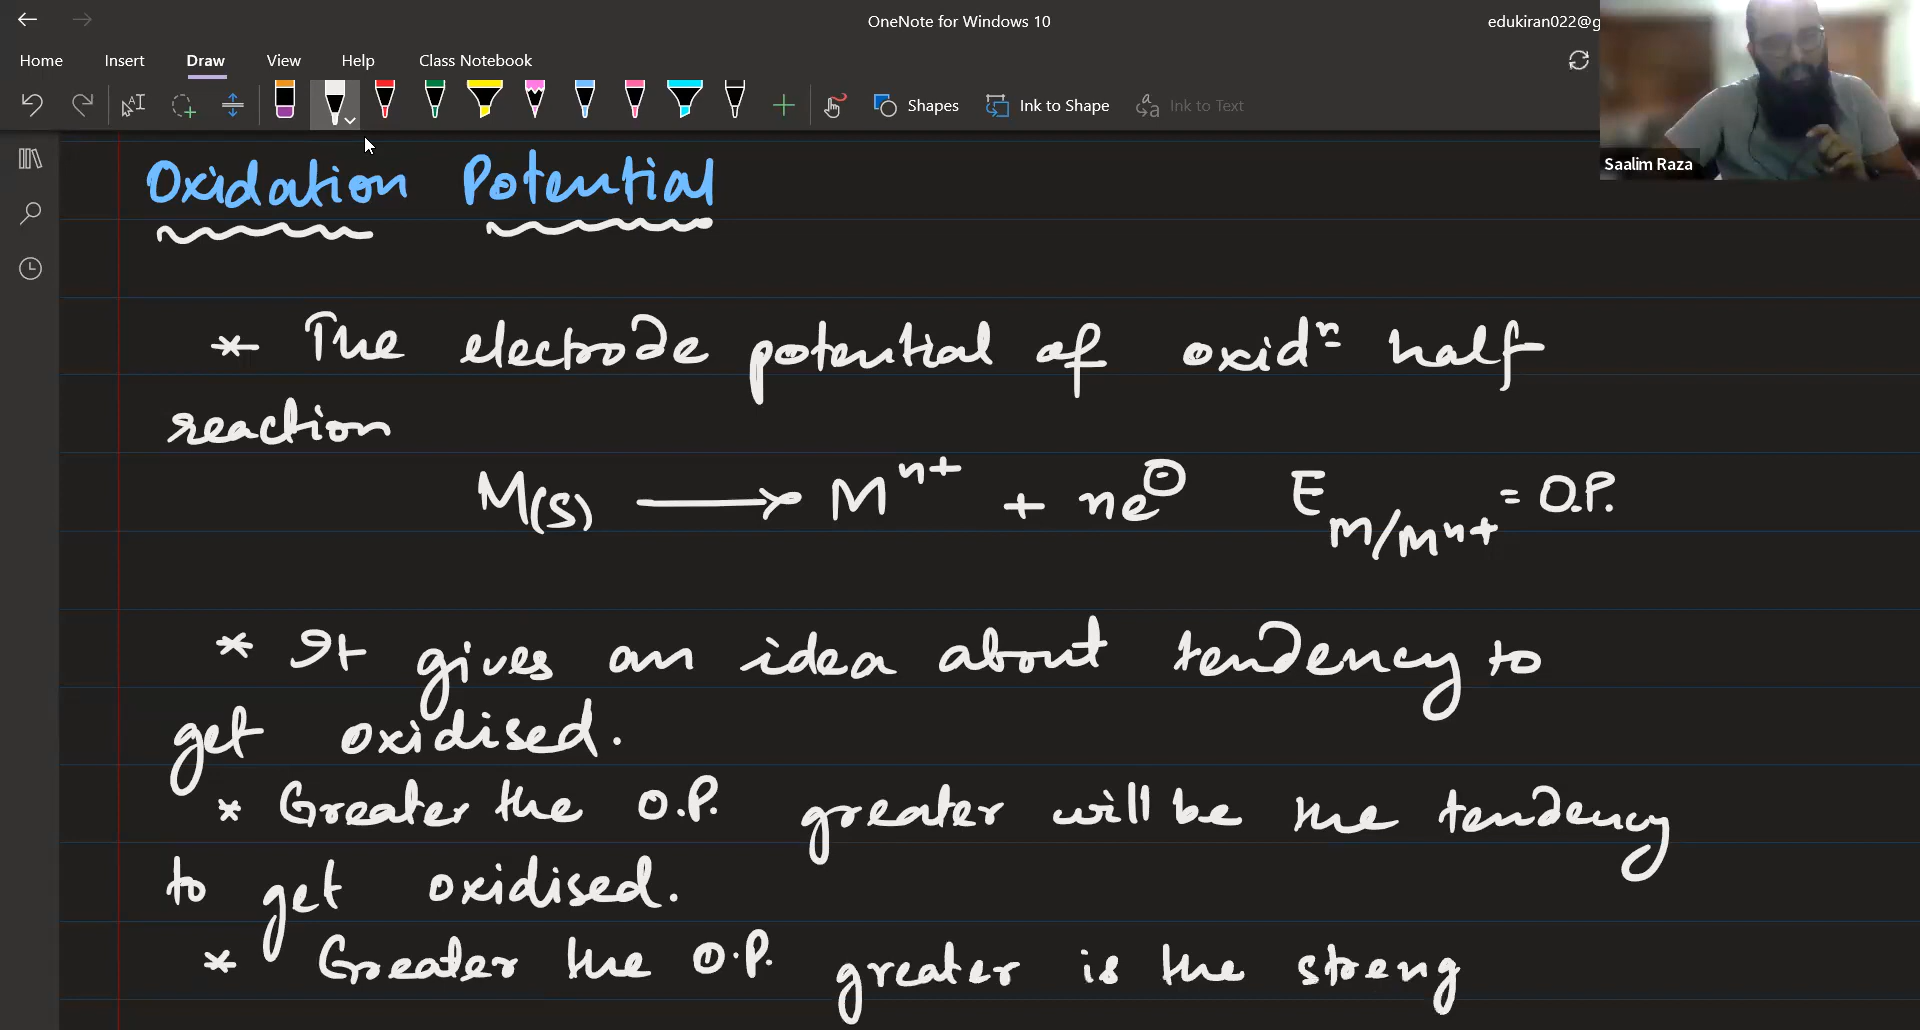 OneNote for Windows 10
edukiran022@g
Home Insert Draw View Help Class Notebook
Shapes Ink to Shape Ink to Text
Saalim Raza
Oxidation Potential
* The electrode potential of oxidⁿ half
reaction
M(s) ⟶ Mⁿ⁺ + ne⊖ E M/Mⁿ⁺ = O.P.
* It gives an idea about tendency to
get oxidised.
* Greater the O.P. greater will be the tendency
to get oxidised.
* Greater the O.P. greater is the streng